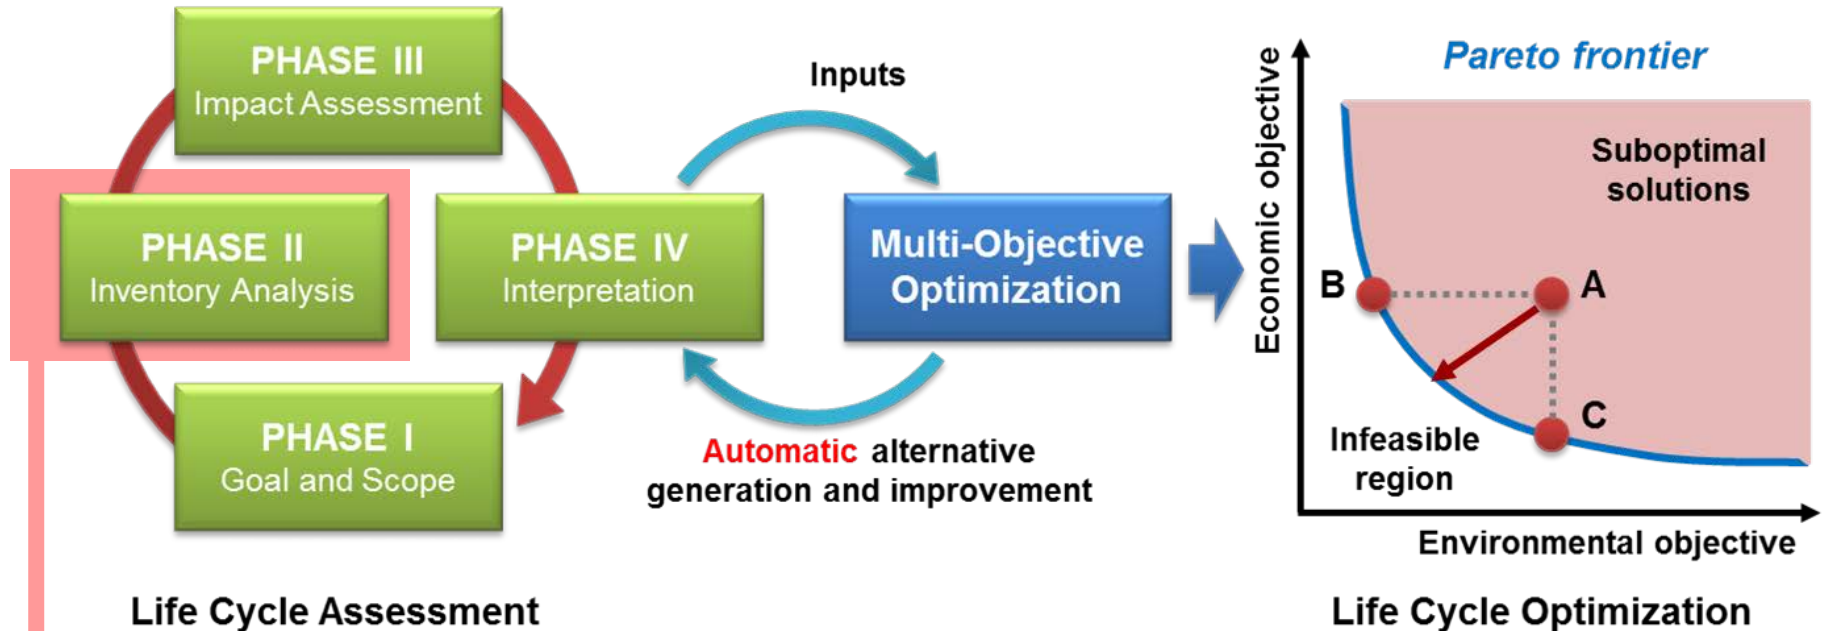 PHASE III
Impact Assessment
PHASE II
Inventory Analysis
PHASE IV
Interpretation
PHASE I
Goal and Scope
Life Cycle Assessment
Inputs
Multi-Objective
Optimization
Automatic alternative
generation and improvement
Pareto frontier
Economic objective
Suboptimal
solutions
B
A
C
Infeasible
region
Environmental objective
Life Cycle Optimization